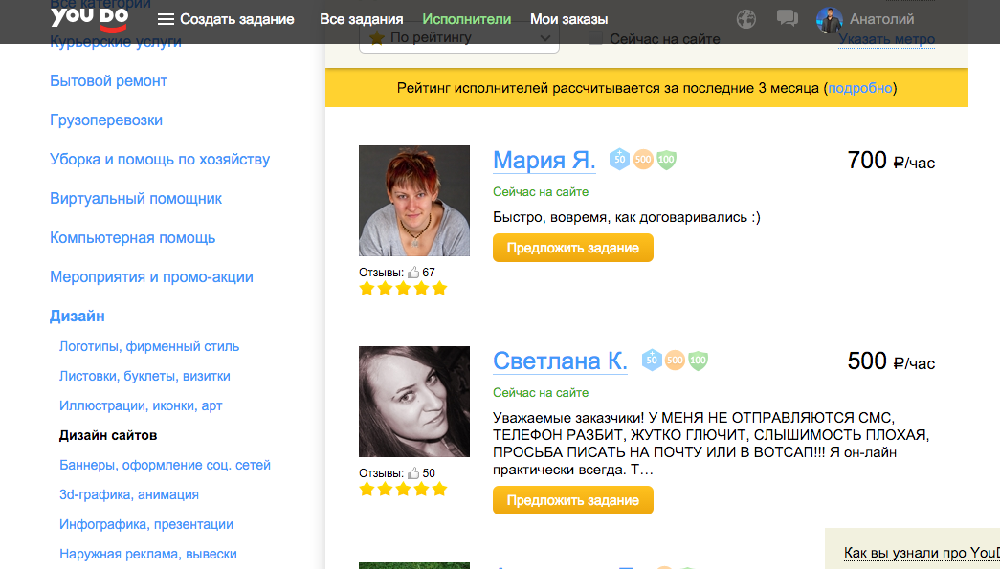 YOU DO
Создать задание
Все задания
Исполнители
Мои заказы
Анатолий
Все категории
Курьерские услуги
По рейтингу
Сейчас на сайте
Указать метро
Бытовой ремонт
Грузоперевозки
Уборка и помощь по хозяйству
Виртуальный помощник
Компьютерная помощь
Мероприятия и промо-акции
Дизайн
Логотипы, фирменный стиль
Листовки, буклеты, визитки
Иллюстрации, иконки, арт
Дизайн сайтов
Баннеры, оформление соц. сетей
3d-графика, анимация
Инфографика, презентации
Наружная реклама, вывески
Рейтинг исполнителей рассчитывается за последние 3 месяца (подробно)
Мария Я.
50 500 100
700 ₽/час
Сейчас на сайте
Быстро, вовремя, как договаривались :)
Предложить задание
Отзывы: 67
Светлана К.
50 500 100
500 ₽/час
Сейчас на сайте
Уважаемые заказчики! У МЕНЯ НЕ ОТПРАВЛЯЮТСЯ СМС,
ТЕЛЕФОН РАЗБИТ, ЖУТКО ГЛЮЧИТ, СЛЫШИМОСТЬ ПЛОХАЯ,
ПРОСЬБА ПИСАТЬ НА ПОЧТУ ИЛИ В ВОТСАП!!! Я он-лайн
практически всегда. Т…
Предложить задание
Отзывы: 50
Как вы узнали про YouD